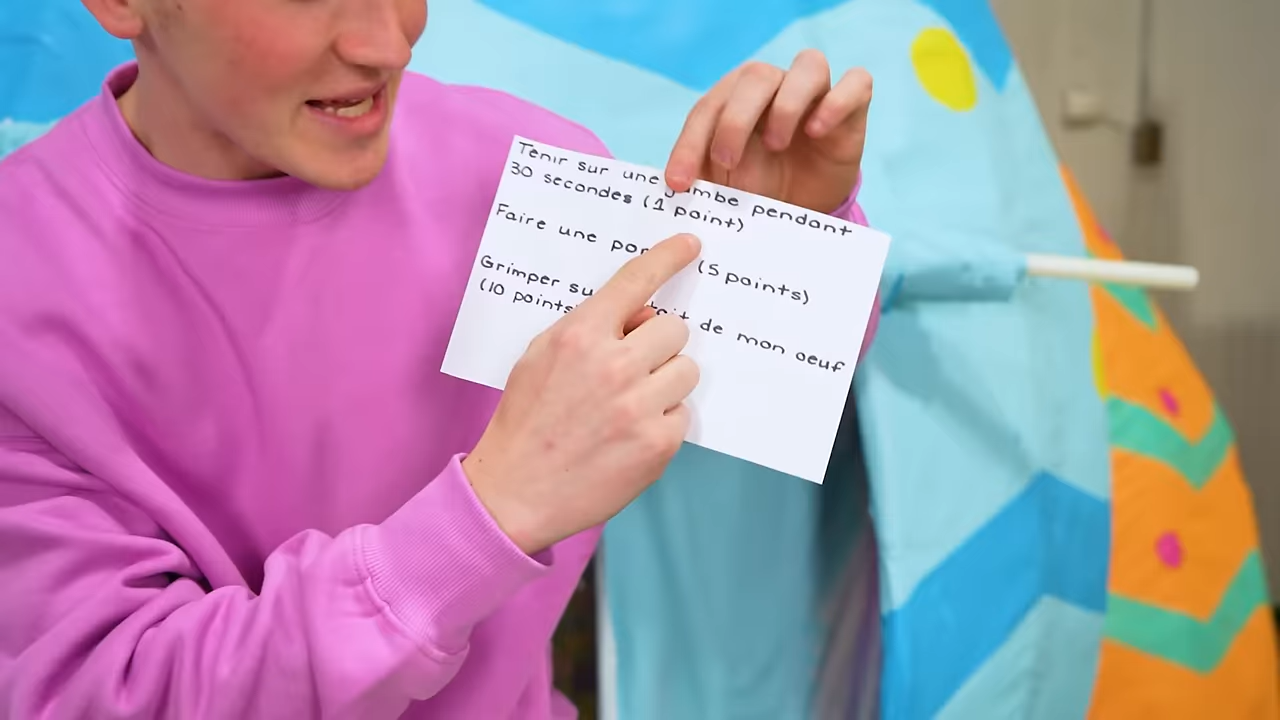 Tenir sur une jambe pendant
30 secondes (1 point)
Faire une (5 points)
Grimper de mon oeuf
(10 points